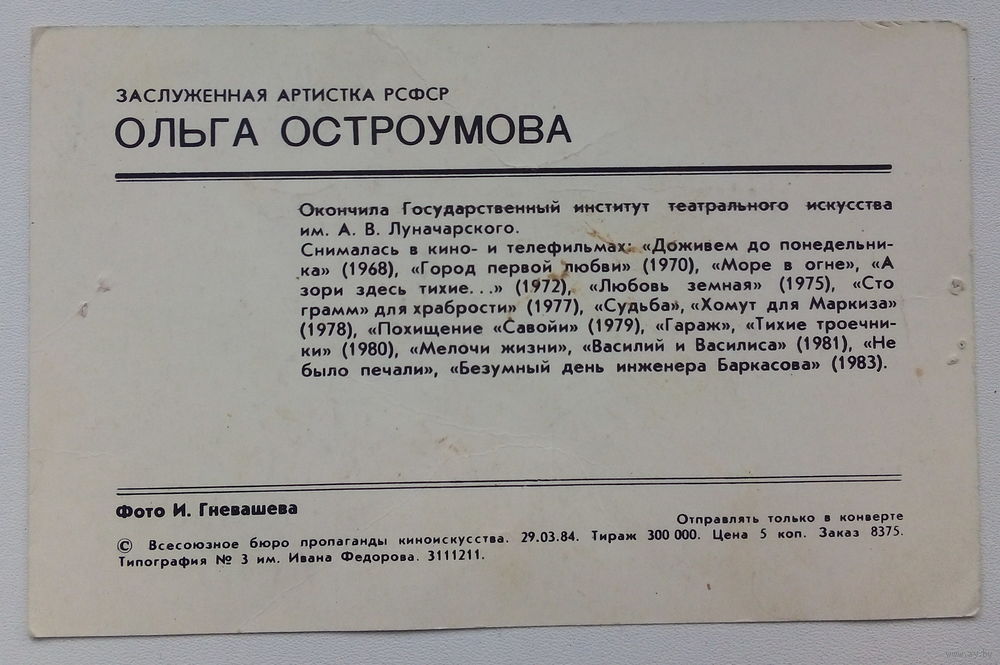 ЗАСЛУЖЕННАЯ АРТИСТКА РСФСР
ОЛЬГА ОСТРОУМОВА
Окончила Государственный институт театрального искусства
им. А. В. Луначарского.
Снималась в кино- и телефильмах: «Доживем до понедельни-
ка» (1968), «Город первой любви» (1970), «Море в огне», «А
зори здесь тихие...» (1972), «Любовь земная» (1975), «Сто
грамм» для храбрости» (1977), «Судьба», «Хомут для Маркиза»
(1978), «Похищение «Савойи» (1979), «Гараж», «Тихие троечни-
ки» (1980), «Мелочи жизни», «Василий и Василиса» (1981), «Не
было печали», «Безумный день инженера Баркасова» (1983).
Фото И. Гневашева
Отправлять только в конверте
© Всесоюзное бюро пропаганды киноискусства. 29.03.84. Тираж 300 000. Цена 5 коп. Заказ 8375.
Типография № 3 им. Ивана Федорова. 3111211.
www.ay.by